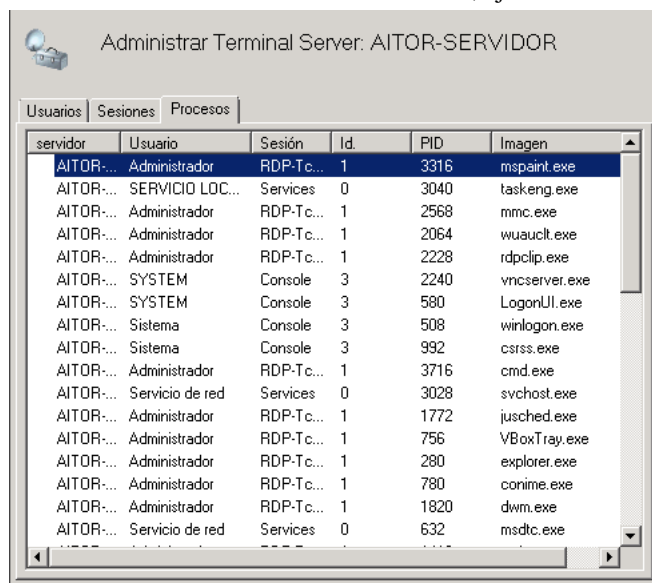 Administrar Terminal Server: AITOR-SERVIDOR
Usuarios Sesiones Procesos
servidor Usuario Sesión Id. PID Imagen
AITOR-... Administrador RDP-Tc... 1 3316 mspaint.exe
AITOR-... SERVICIO LOC... Services 0 3040 taskeng.exe
AITOR-... Administrador RDP-Tc... 1 2568 mmc.exe
AITOR-... Administrador RDP-Tc... 1 2064 wuauclt.exe
AITOR-... Administrador RDP-Tc... 1 2228 rdpclip.exe
AITOR-... SYSTEM Console 3 2240 vncserver.exe
AITOR-... SYSTEM Console 3 580 LogonUI.exe
AITOR-... Sistema Console 3 508 winlogon.exe
AITOR-... Sistema Console 3 992 csrss.exe
AITOR-... Administrador RDP-Tc... 1 3716 cmd.exe
AITOR-... Servicio de red Services 0 3028 svchost.exe
AITOR-... Administrador RDP-Tc... 1 1772 jusched.exe
AITOR-... Administrador RDP-Tc... 1 756 VBoxTray.exe
AITOR-... Administrador RDP-Tc... 1 280 explorer.exe
AITOR-... Administrador RDP-Tc... 1 780 conime.exe
AITOR-... Administrador RDP-Tc... 1 1820 dwm.exe
AITOR-... Servicio de red Services 0 632 msdtc.exe